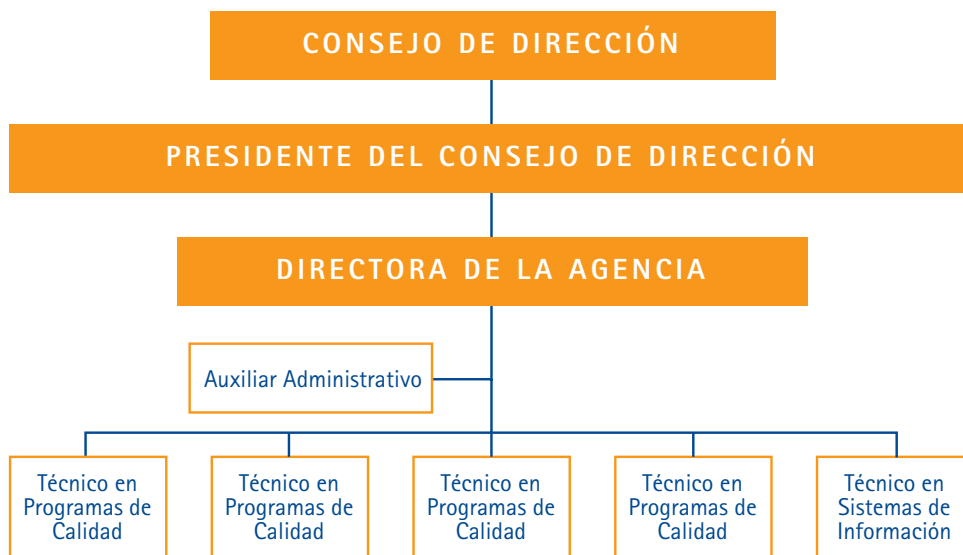 CONSEJO DE DIRECCIÓN
PRESIDENTE DEL CONSEJO DE DIRECCIÓN
DIRECTORA DE LA AGENCIA
Auxiliar Administrativo
Técnico en
Programas de
Calidad
Técnico en
Programas de
Calidad
Técnico en
Programas de
Calidad
Técnico en
Programas de
Calidad
Técnico en
Sistemas de
Información